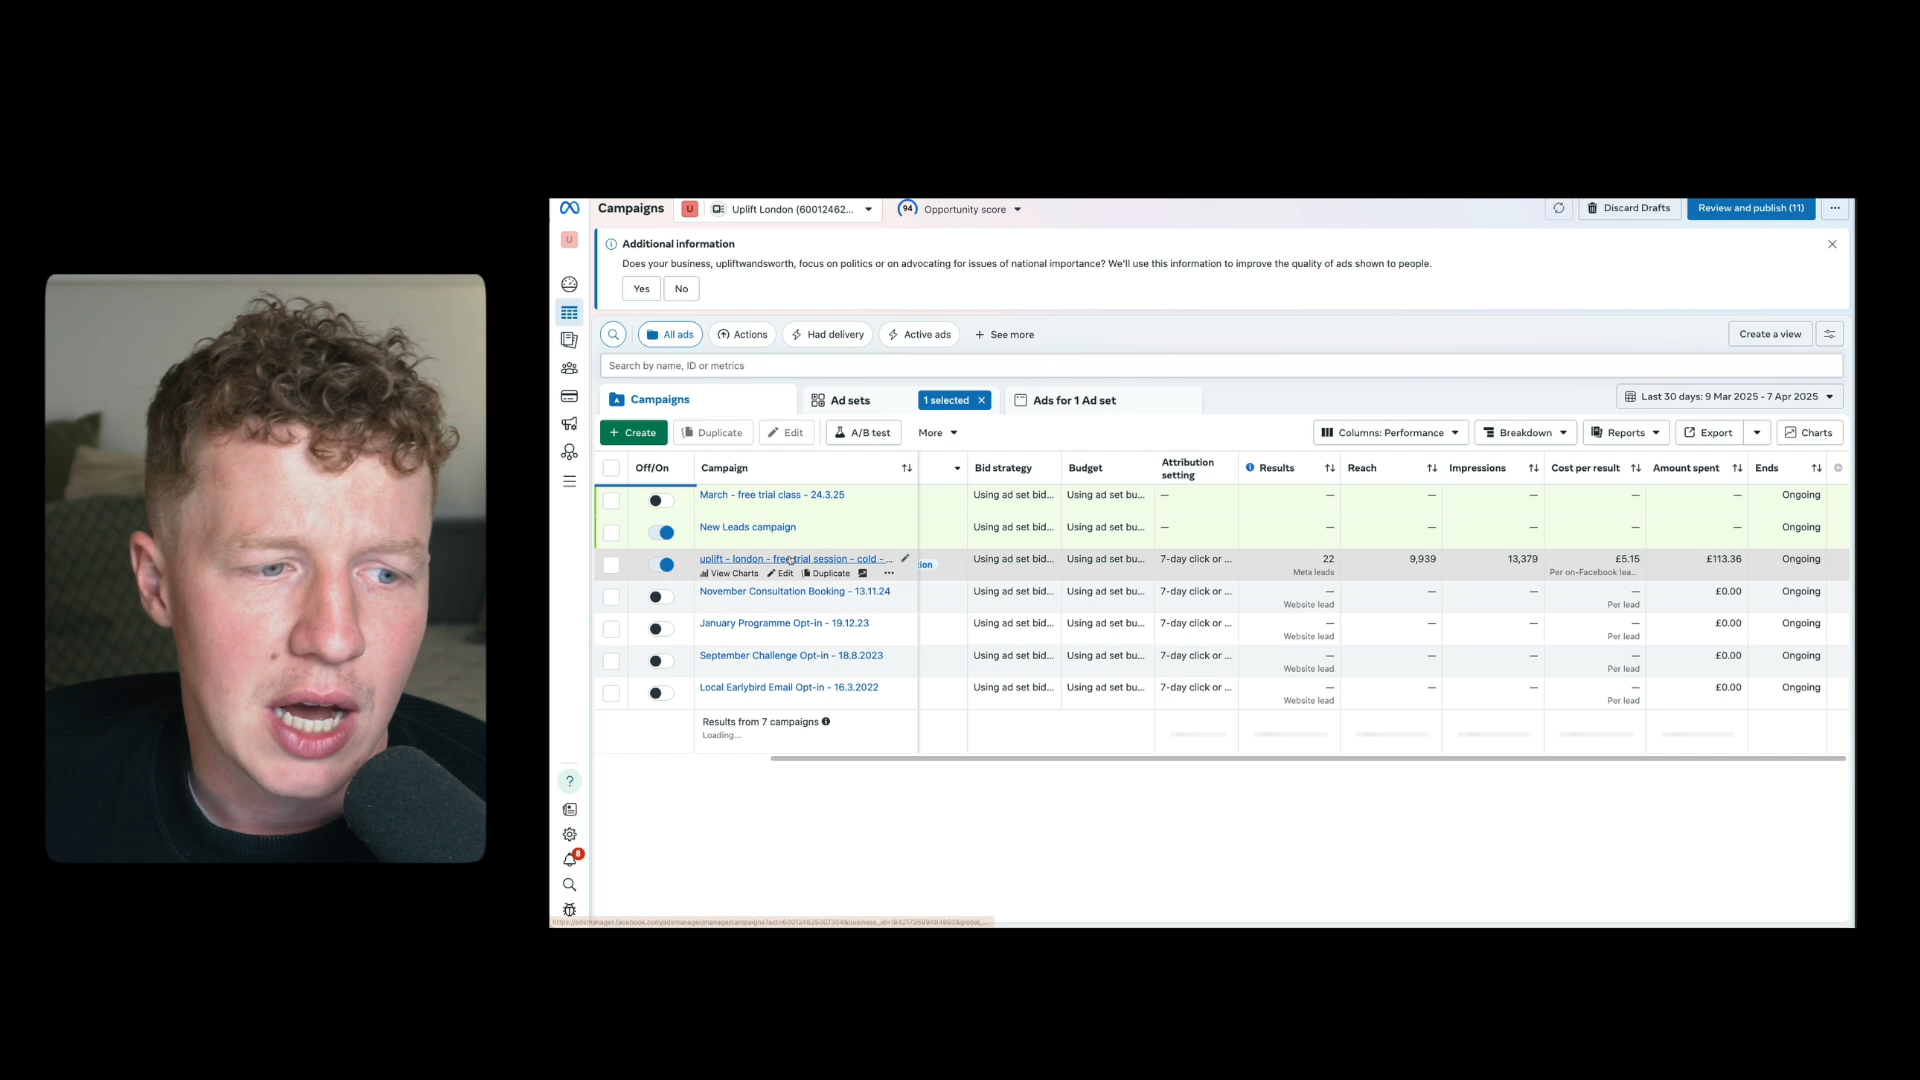 Campaigns U Uplift London (60012462... 94 Opportunity score Discard Drafts Review and publish (11) ...
U
Additional information
Does your business, upliftwandsworth, focus on politics or on advocating for issues of national importance? We'll use this information to improve the quality of ads shown to people.
Yes No
All ads Actions Had delivery Active ads + See more Create a view
Search by name, ID or metrics
Campaigns Ad sets 1 selected Ads for 1 Ad set Last 30 days: 9 Mar 2025 - 7 Apr 2025
+ Create Duplicate Edit A/B test More Columns: Performance Breakdown Reports Export Charts
Off/On Campaign Bid strategy Budget Attribution setting Results Reach Impressions Cost per result Amount spent Ends
March - free trial class - 24.3.25 Using ad set bid... Using ad set bu... — — — — — — Ongoing
New Leads campaign Using ad set bid... Using ad set bu... — — — — — — Ongoing
uplift - london - free trial session - cold - ... tion Using ad set bid... Using ad set bu... 7-day click or ... 22 9,939 13,379 £5.15 £113.36 Ongoing
View Charts Edit Duplicate ... Meta leads Per on-Facebook lea...
November Consultation Booking - 13.11.24 Using ad set bid... Using ad set bu... 7-day click or ... — — — — £0.00 Ongoing
Website lead Per lead
January Programme Opt-in - 19.12.23 Using ad set bid... Using ad set bu... 7-day click or ... — — — — £0.00 Ongoing
Website lead Per lead
September Challenge Opt-in - 18.8.2023 Using ad set bid... Using ad set bu... 7-day click or ... — — — — £0.00 Ongoing
Website lead Per lead
Local Earlybird Email Opt-in - 16.3.2022 Using ad set bid... Using ad set bu... 7-day click or ... — — — — £0.00 Ongoing
Website lead Per lead
Results from 7 campaigns
Loading...
?
8